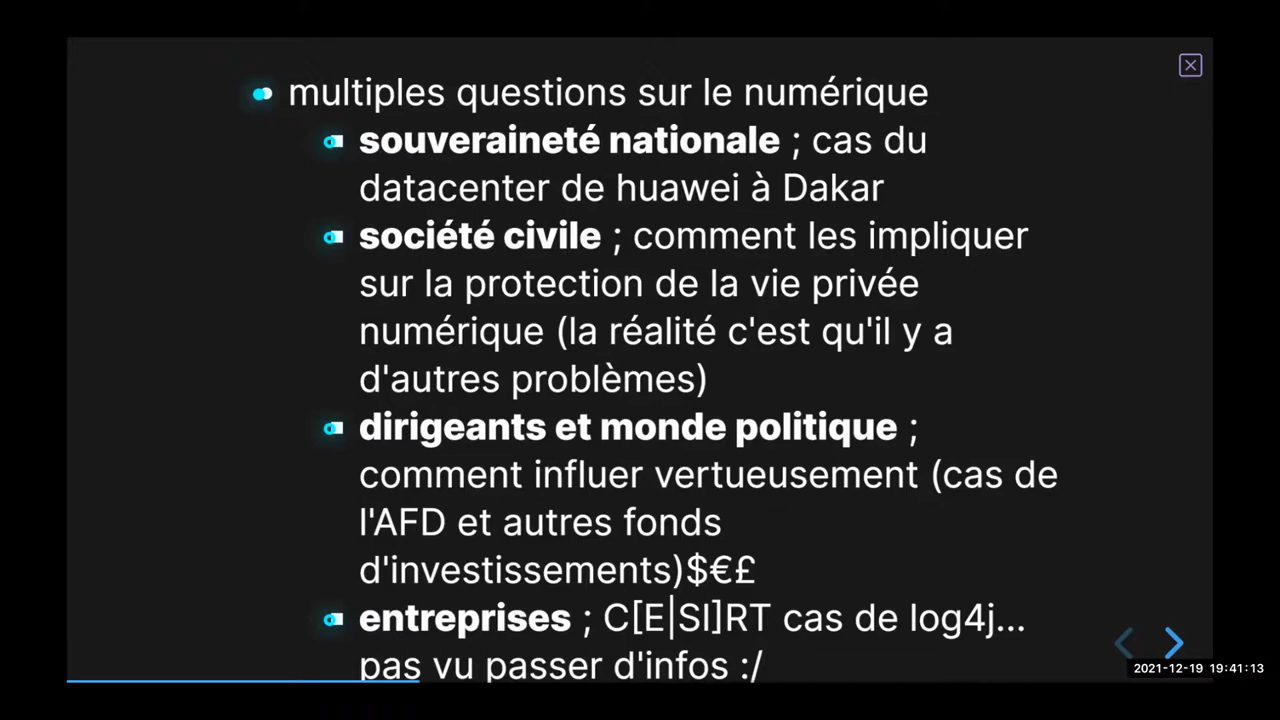 multiples questions sur le numérique
souveraineté nationale ; cas du
datacenter de huawei à Dakar
société civile ; comment les impliquer
sur la protection de la vie privée
numérique (la réalité c'est qu'il y a
d'autres problèmes)
dirigeants et monde politique ;
comment influer vertueusement (cas de
l'AFD et autres fonds
d'investissements)$€£
entreprises ; C[E|SI]RT cas de log4j...
pas vu passer d'infos :/
2021-12-19 19:41:13